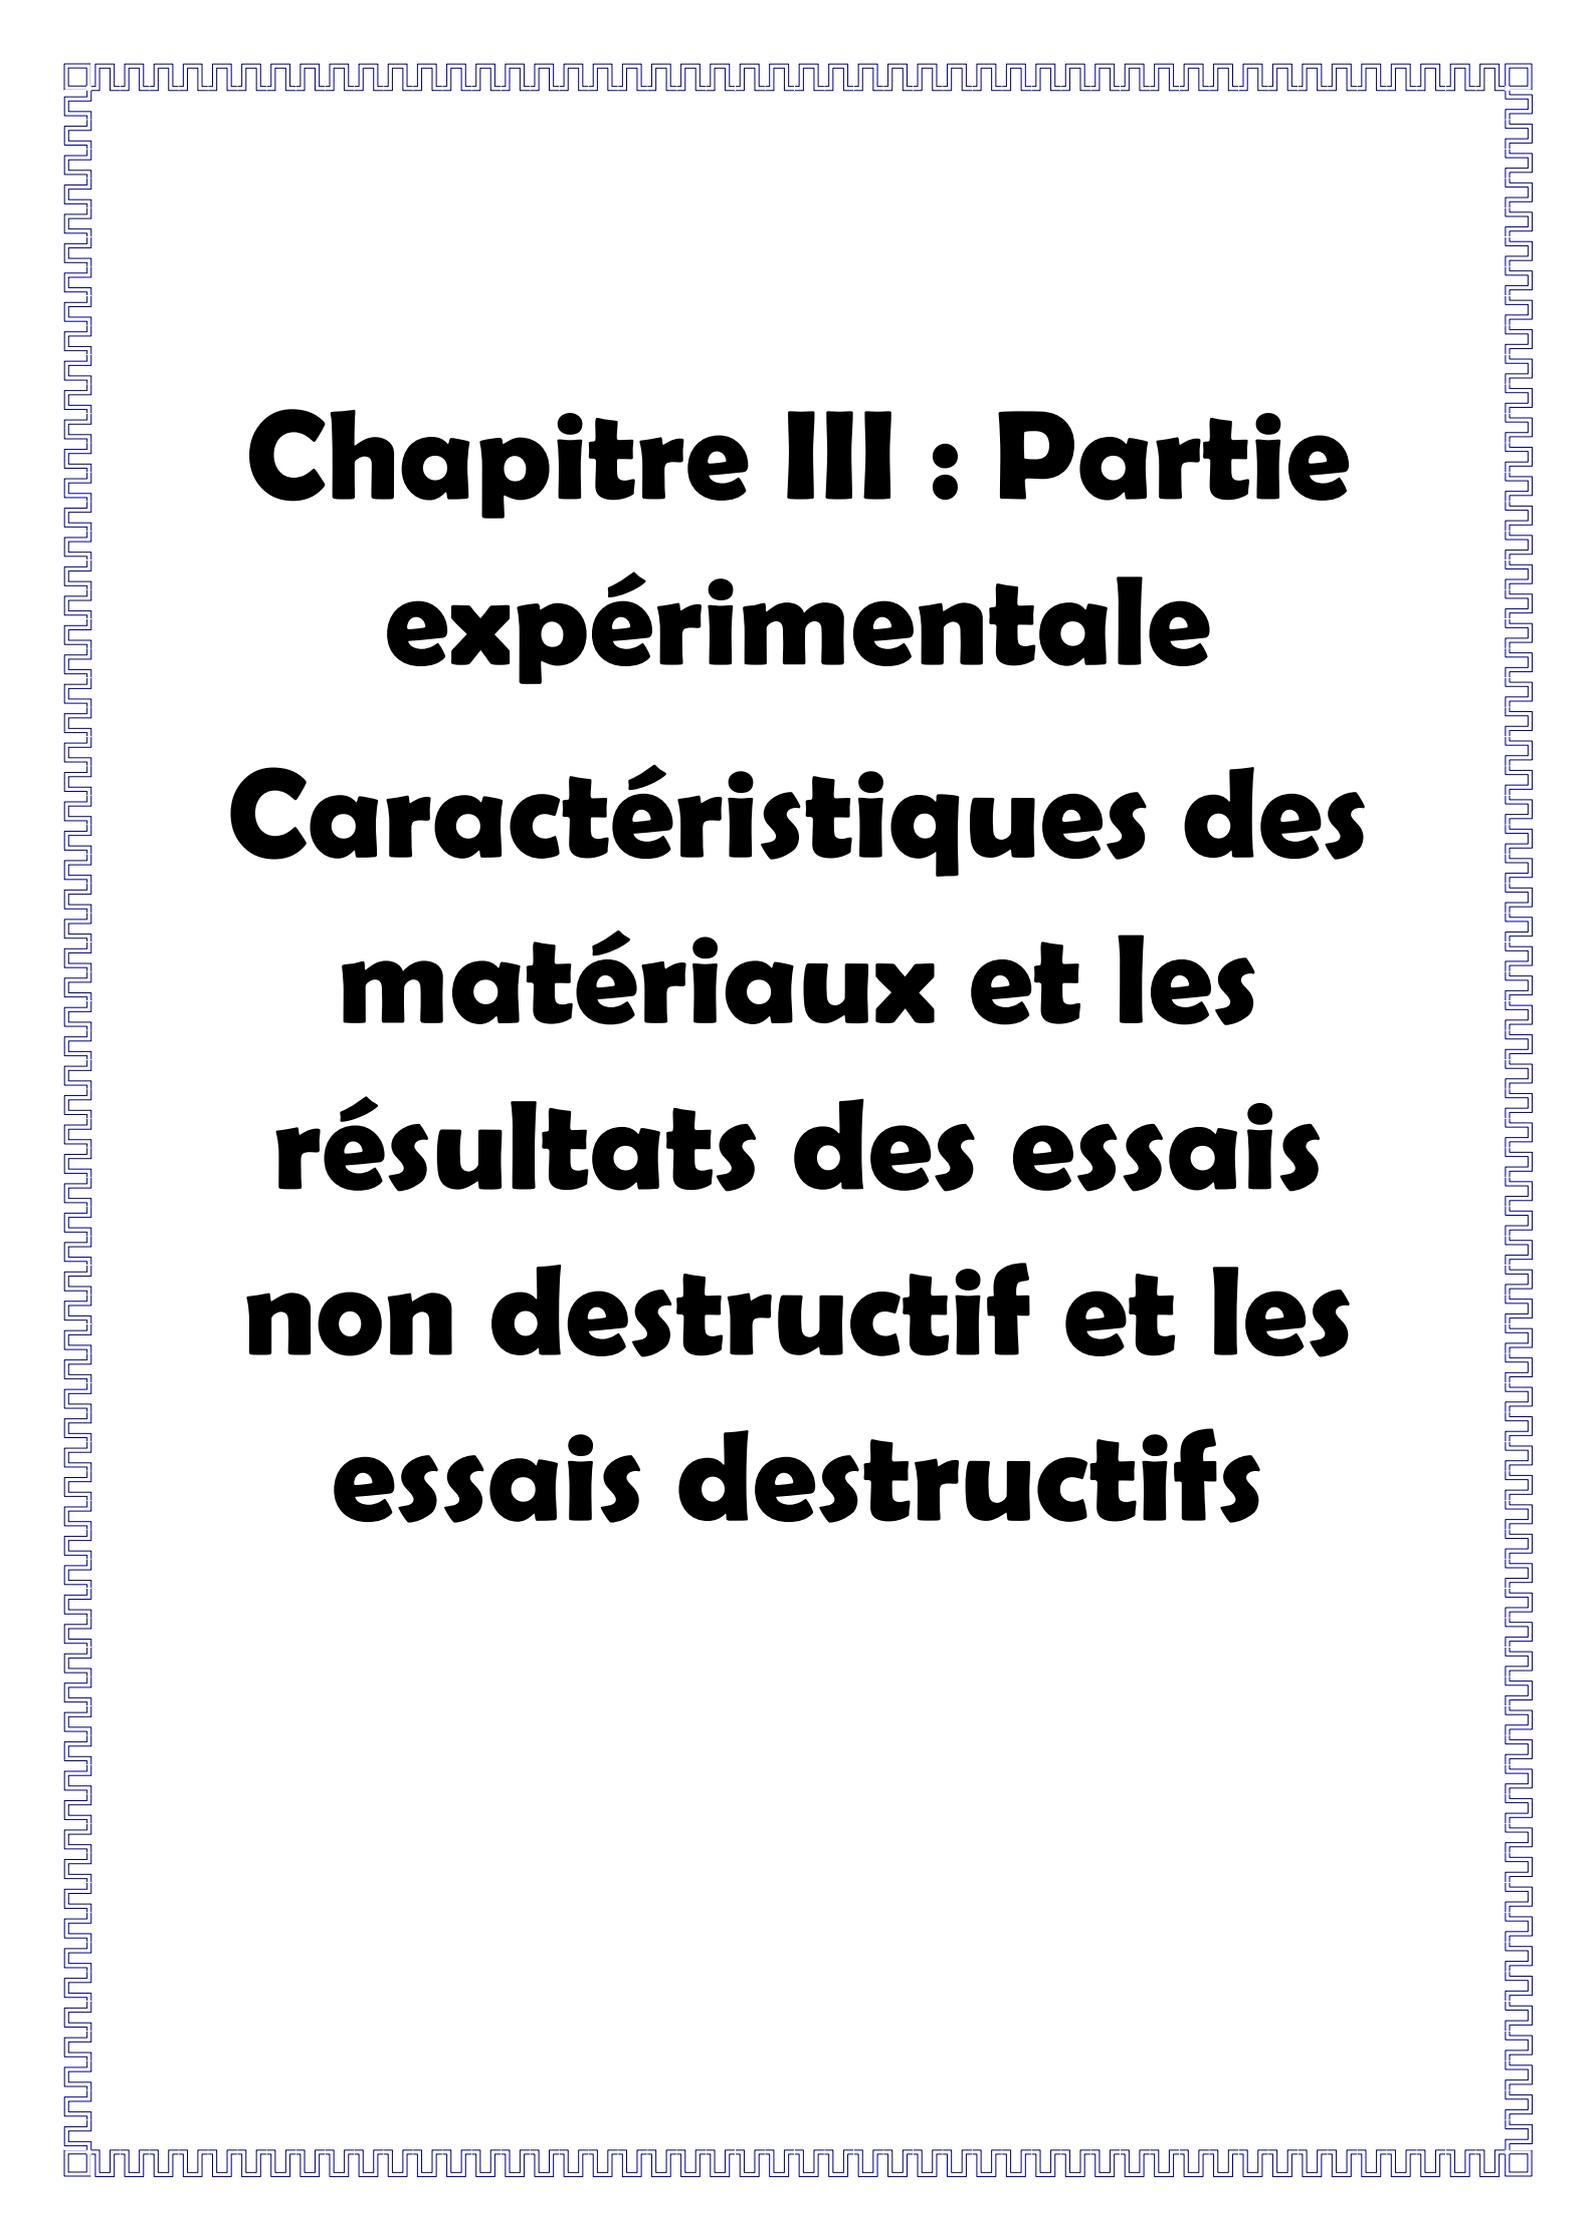 Chapitre III : Partie
expérimentale
Caractéristiques des
matériaux et les
résultats des essais
non destructif et les
essais destructifs